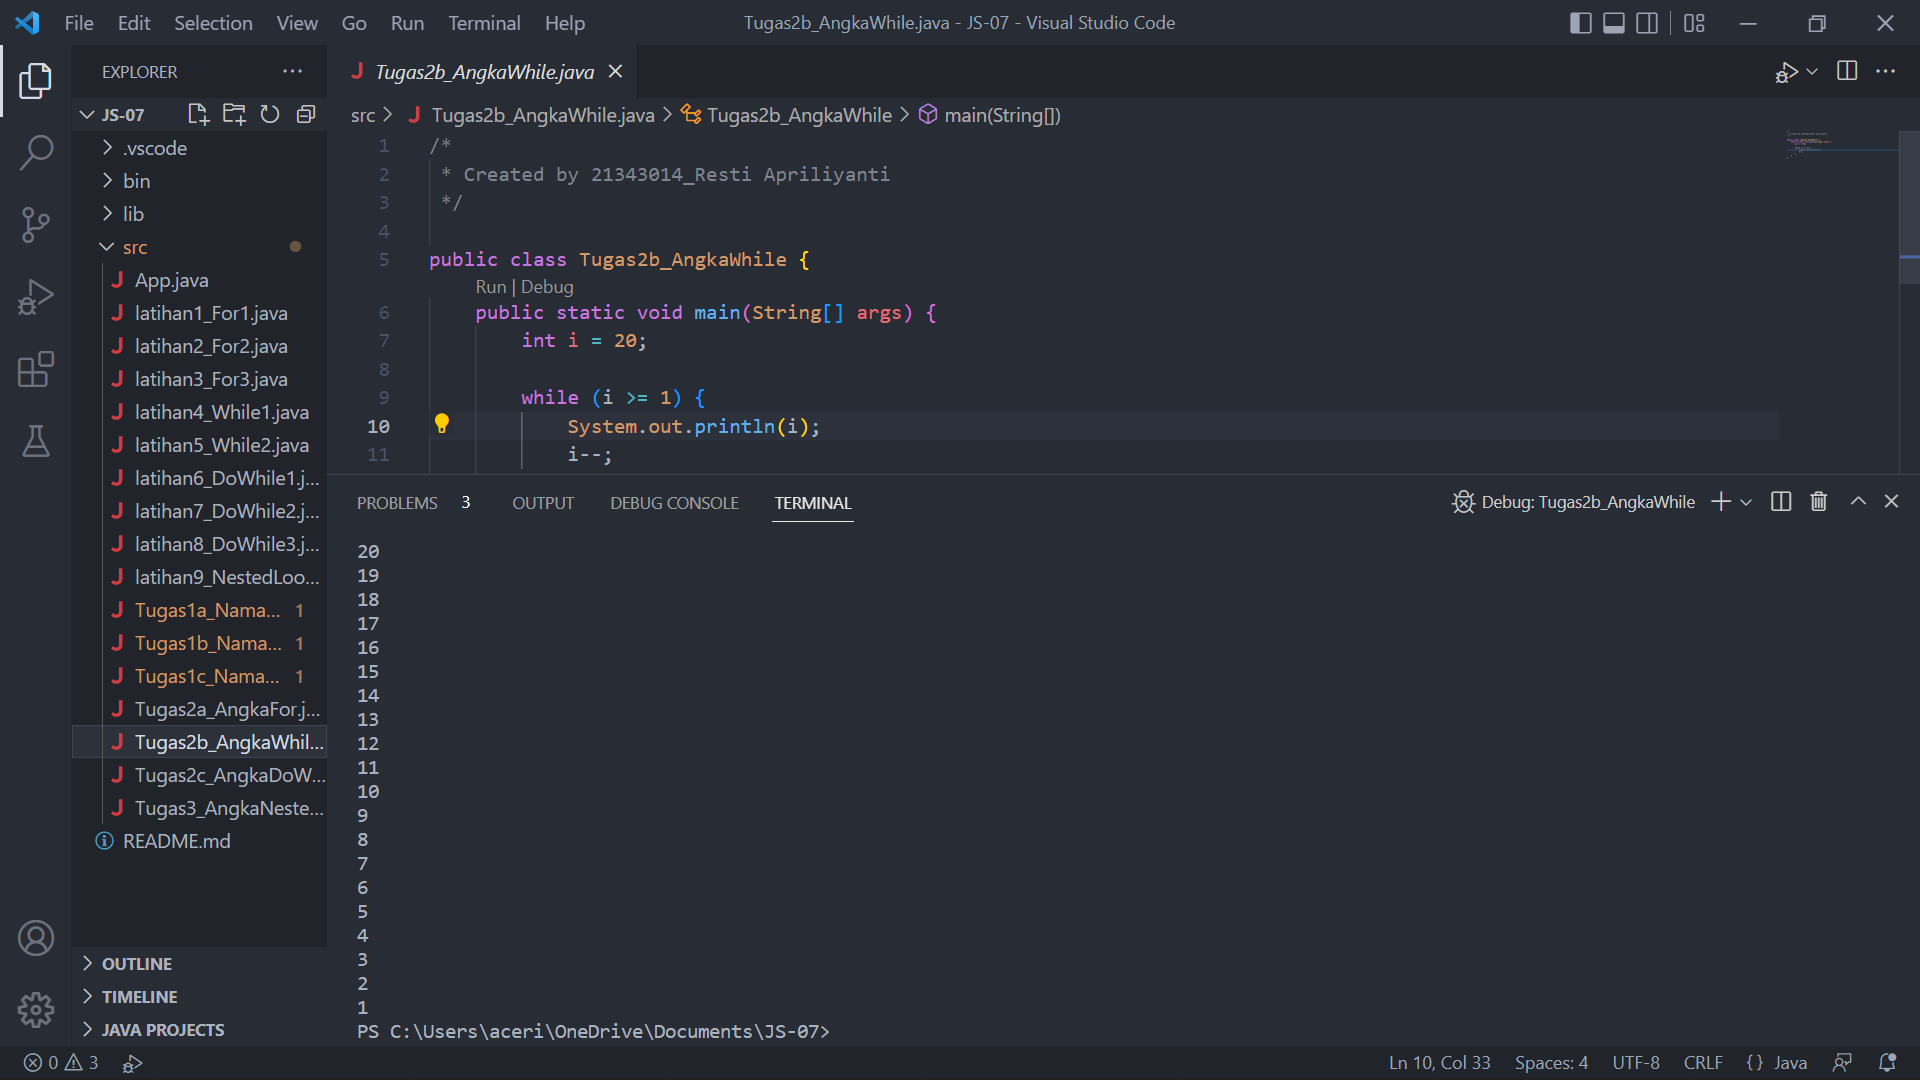 File Edit Selection View Go Run Terminal Help
Tugas2b_AngkaWhile.java - JS-07 - Visual Studio Code
EXPLORER
JS-07
.vscode
bin
lib
src
App.java
latihan1_For1.java
latihan2_For2.java
latihan3_For3.java
latihan4_While1.java
latihan5_While2.java
latihan6_DoWhile1.j...
latihan7_DoWhile2.j...
latihan8_DoWhile3.j...
latihan9_NestedLoo...
Tugas1a_Nama... 1
Tugas1b_Nama... 1
Tugas1c_Nama... 1
Tugas2a_AngkaFor.j...
Tugas2b_AngkaWhil...
Tugas2c_AngkaDoW...
Tugas3_AngkaNeste...
README.md
OUTLINE
TIMELINE
JAVA PROJECTS
Tugas2b_AngkaWhile.java
src > Tugas2b_AngkaWhile.java > Tugas2b_AngkaWhile > main(String[])
1 /*
2 * Created by 21343014_Resti Apriliyanti
3 */
4
5 public class Tugas2b_AngkaWhile {
Run | Debug
6 public static void main(String[] args) {
7 int i = 20;
8
9 while (i >= 1) {
10 System.out.println(i);
11 i--;
PROBLEMS 3 OUTPUT DEBUG CONSOLE TERMINAL
Debug: Tugas2b_AngkaWhile
20
19
18
17
16
15
14
13
12
11
10
9
8
7
6
5
4
3
2
1
PS C:\Users\aceri\OneDrive\Documents\JS-07>
0 3
Ln 10, Col 33 Spaces: 4 UTF-8 CRLF {} Java